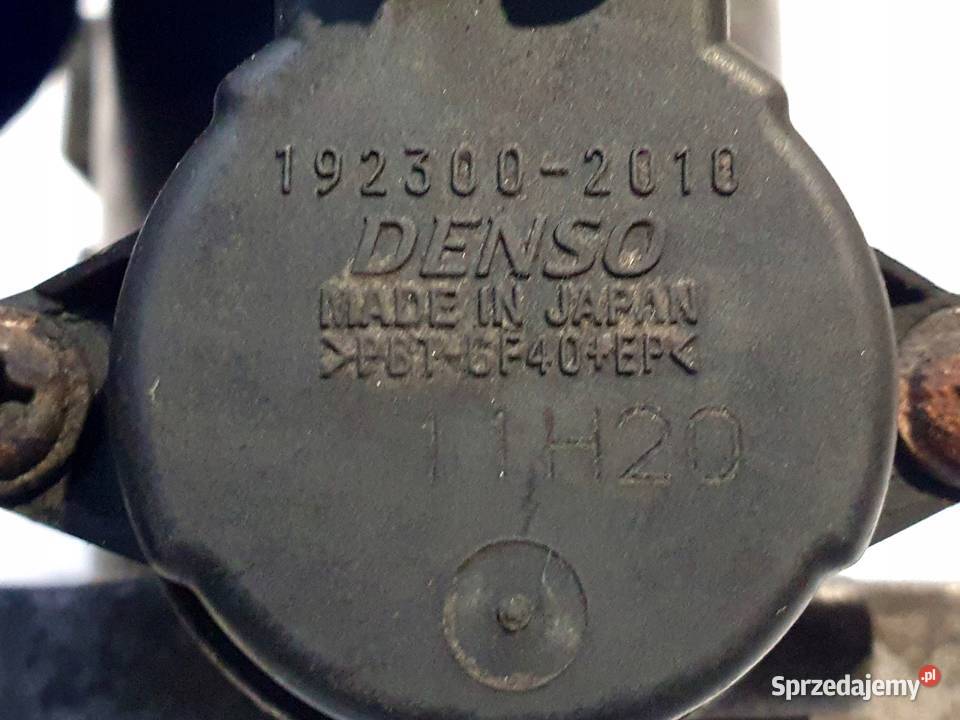 192300-2010
DENSO
MADE IN JAPAN
>PBT-GF40+EP<
11H20
Sprzedajemy.pl